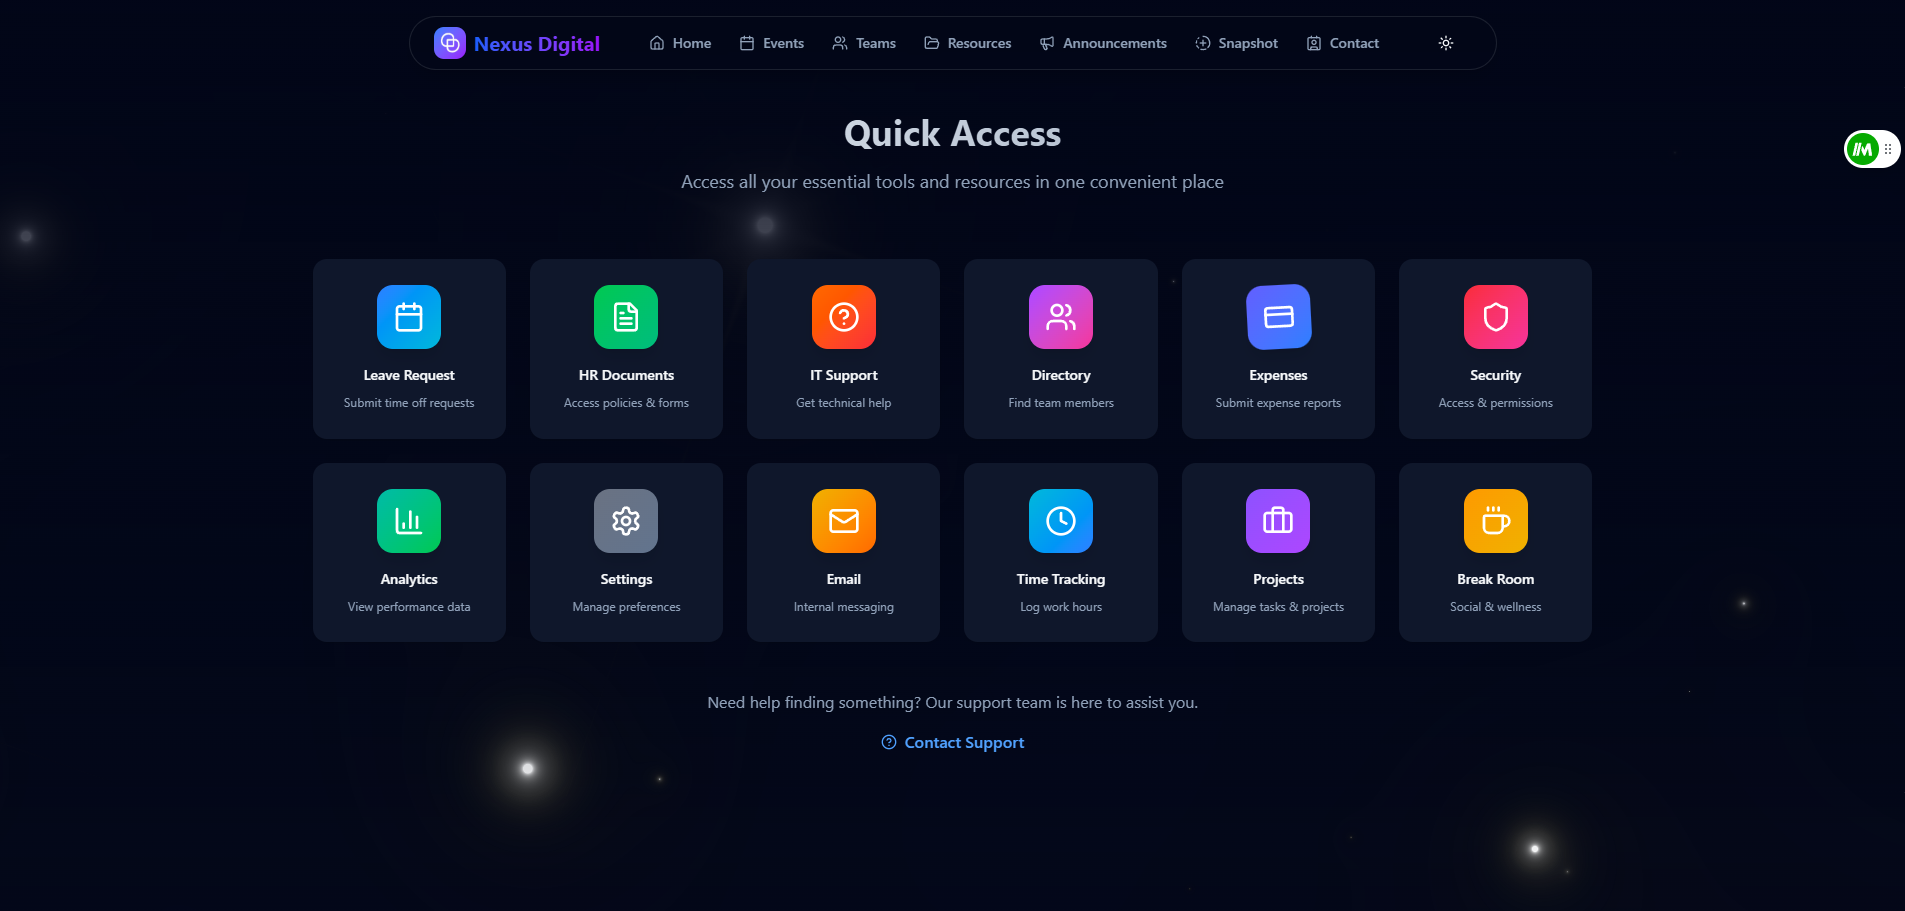 Nexus Digital
Home
Events
Teams
Resources
Announcements
Snapshot
Contact
Quick Access
Access all your essential tools and resources in one convenient place
Leave Request
Submit time off requests
HR Documents
Access policies & forms
IT Support
Get technical help
Directory
Find team members
Expenses
Submit expense reports
Security
Access & permissions
Analytics
View performance data
Settings
Manage preferences
Email
Internal messaging
Time Tracking
Log work hours
Projects
Manage tasks & projects
Break Room
Social & wellness
Need help finding something? Our support team is here to assist you.
Contact Support